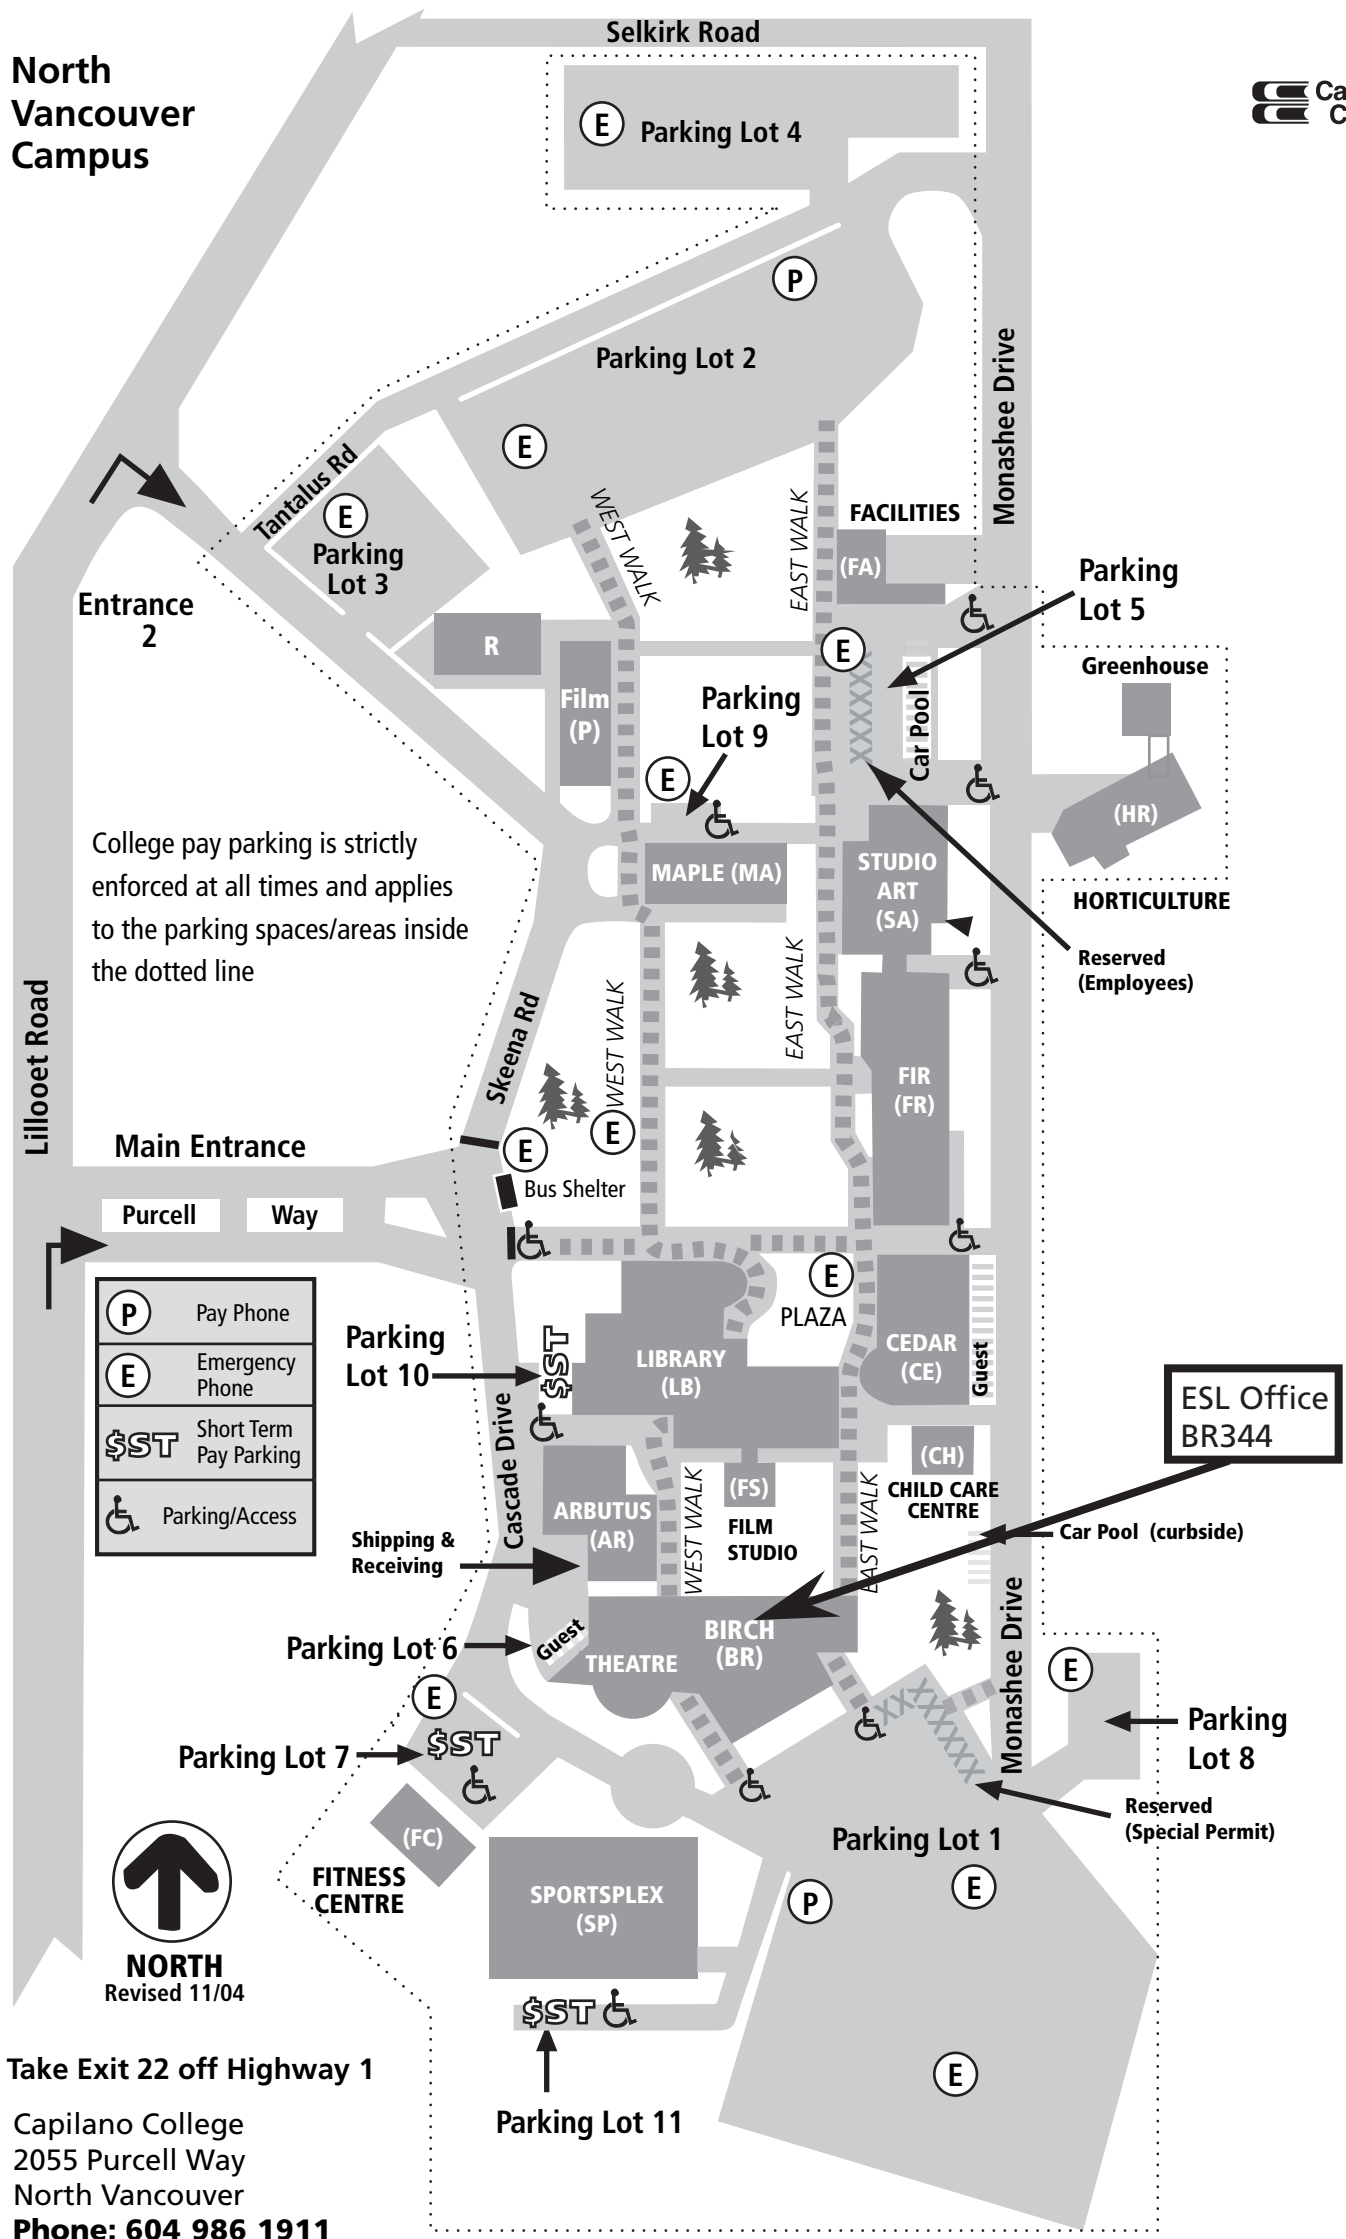 North
Vancouver
Campus
Selkirk Road
Ca
C
E
Parking Lot 4
P
Parking Lot 2
E
Monashee Drive
Tantalus Rd
E
Parking
Lot 3
WEST WALK
EAST WALK
FACILITIES
(FA)
Parking
Lot 5
Entrance
2
R
E
Greenhouse
Film
(P)
Parking
Lot 9
Car Pool
E
(HR)
HORTICULTURE
College pay parking is strictly
enforced at all times and applies
to the parking spaces/areas inside
the dotted line
MAPLE (MA)
STUDIO
ART
(SA)
Reserved
(Employees)
Lillooet Road
Skeena Rd
WEST WALK
EAST WALK
FIR
(FR)
Main Entrance
E
E
Bus Shelter
Purcell Way
P Pay Phone
E Emergency
Phone
$ST Short Term
Pay Parking
Parking/Access
E
PLAZA
Parking
Lot 10
$ST
LIBRARY
(LB)
CEDAR
(CE)
Guest
ESL Office
BR344
Cascade Drive
(CH)
CHILD CARE
CENTRE
ARBUTUS
(AR)
WEST WALK
(FS)
FILM
STUDIO
EAST WALK
Car Pool (curbside)
Shipping &
Receiving
Parking Lot 6
Guest
THEATRE
BIRCH
(BR)
Monashee Drive
E
Parking
Lot 8
E
$ST
Parking Lot 7
Reserved
(Special Permit)
(FC)
FITNESS
CENTRE
Parking Lot 1
E
P
SPORTSPLEX
(SP)
NORTH
Revised 11/04
$ST
E
Parking Lot 11
Take Exit 22 off Highway 1
Capilano College
2055 Purcell Way
North Vancouver
Phone: 604 986 1911